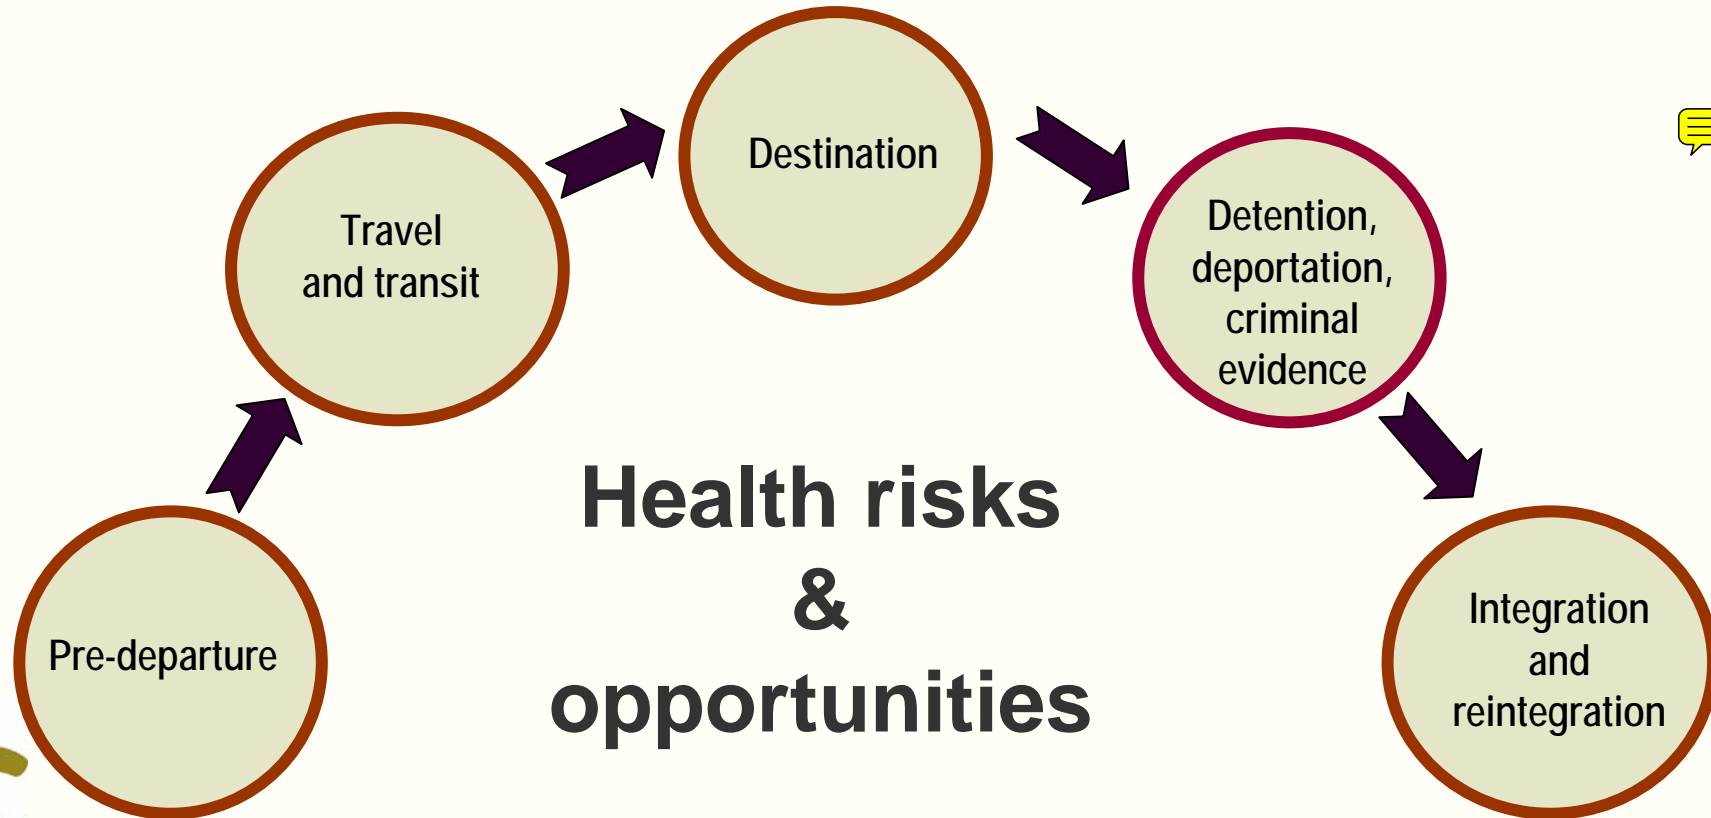 Pre-departure
Travel
and transit
Destination
Detention,
deportation,
criminal
evidence
Integration
and
reintegration
Health risks
&
opportunities